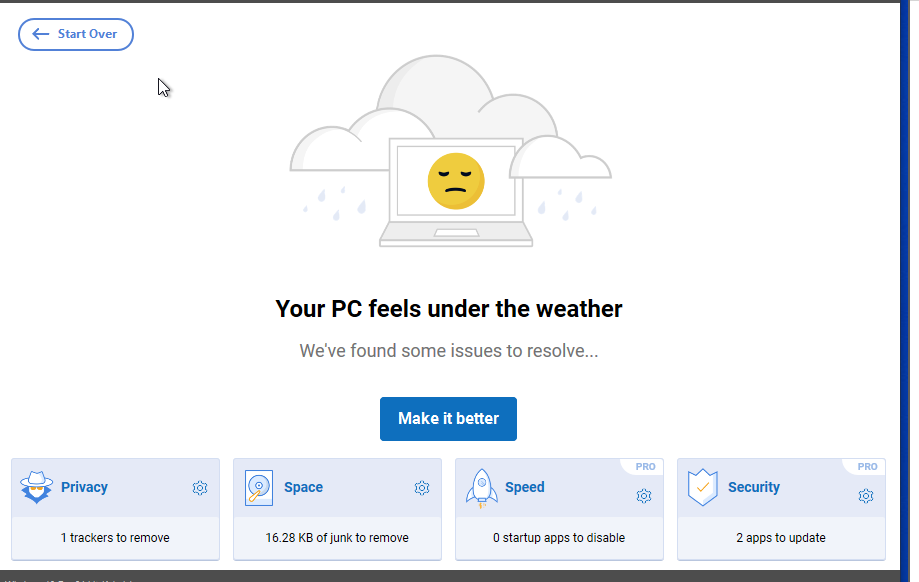 Start Over
Your PC feels under the weather
We've found some issues to resolve...
Make it better
Privacy
1 trackers to remove
Space
16.28 KB of junk to remove
PRO
Speed
0 startup apps to disable
PRO
Security
2 apps to update